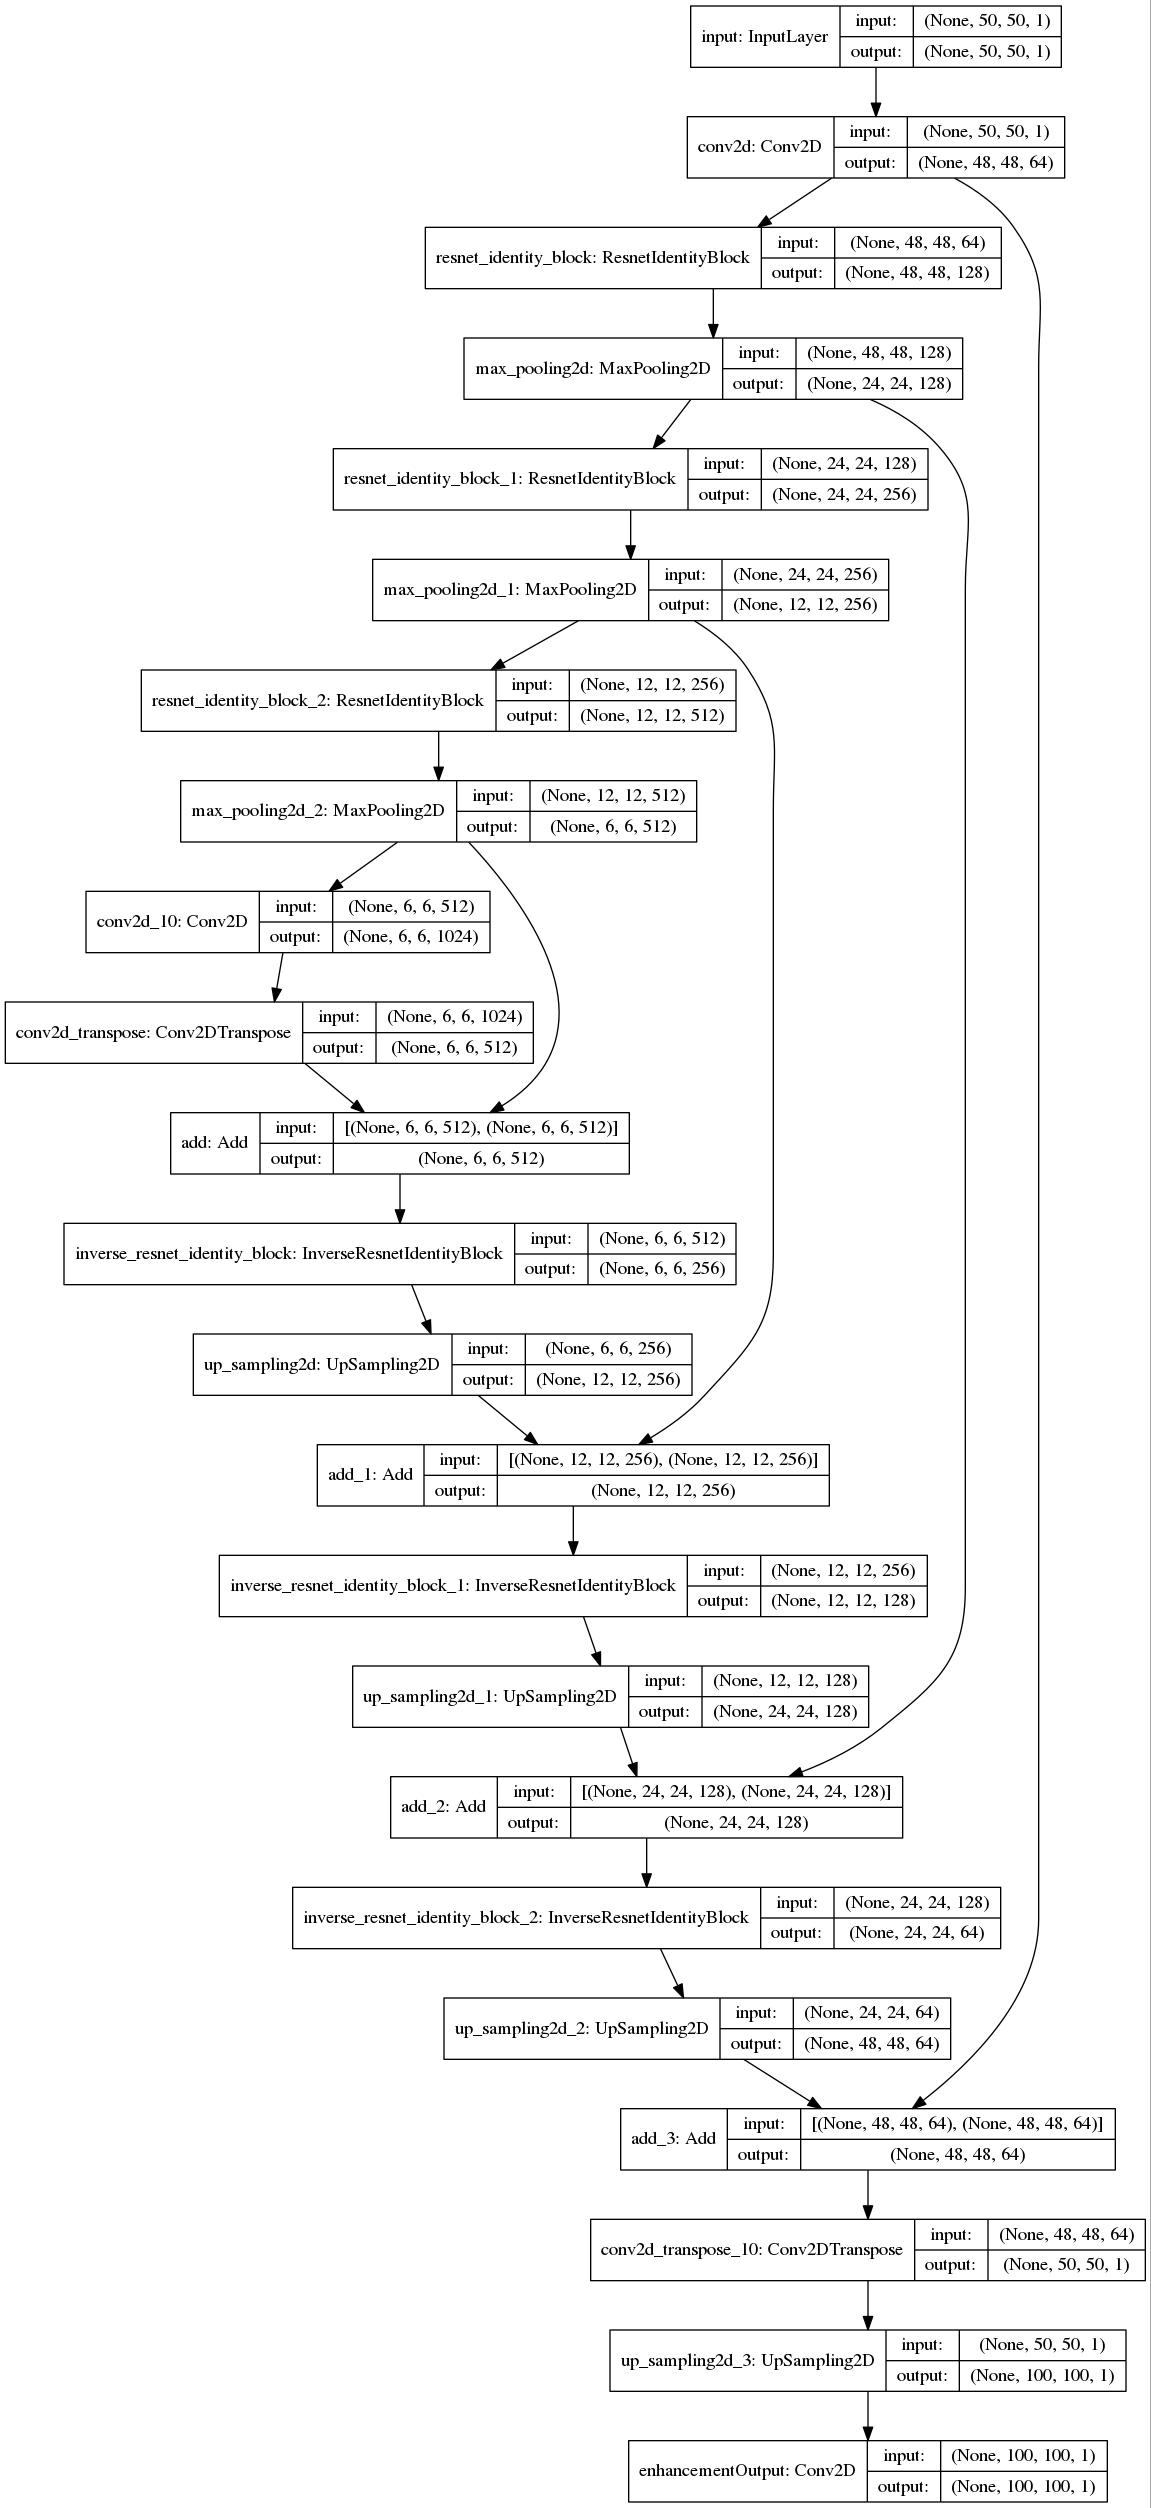 input: InputLayer
input: (None, 50, 50, 1)
output: (None, 50, 50, 1)
conv2d: Conv2D
input: (None, 50, 50, 1)
output: (None, 48, 48, 64)
resnet_identity_block: ResnetIdentityBlock
input: (None, 48, 48, 64)
output: (None, 48, 48, 128)
max_pooling2d: MaxPooling2D
input: (None, 48, 48, 128)
output: (None, 24, 24, 128)
resnet_identity_block_1: ResnetIdentityBlock
input: (None, 24, 24, 128)
output: (None, 24, 24, 256)
max_pooling2d_1: MaxPooling2D
input: (None, 24, 24, 256)
output: (None, 12, 12, 256)
resnet_identity_block_2: ResnetIdentityBlock
input: (None, 12, 12, 256)
output: (None, 12, 12, 512)
max_pooling2d_2: MaxPooling2D
input: (None, 12, 12, 512)
output: (None, 6, 6, 512)
conv2d_10: Conv2D
input: (None, 6, 6, 512)
output: (None, 6, 6, 1024)
conv2d_transpose: Conv2DTranspose
input: (None, 6, 6, 1024)
output: (None, 6, 6, 512)
add: Add
input: [(None, 6, 6, 512), (None, 6, 6, 512)]
output: (None, 6, 6, 512)
inverse_resnet_identity_block: InverseResnetIdentityBlock
input: (None, 6, 6, 512)
output: (None, 6, 6, 256)
up_sampling2d: UpSampling2D
input: (None, 6, 6, 256)
output: (None, 12, 12, 256)
add_1: Add
input: [(None, 12, 12, 256), (None, 12, 12, 256)]
output: (None, 12, 12, 256)
inverse_resnet_identity_block_1: InverseResnetIdentityBlock
input: (None, 12, 12, 256)
output: (None, 12, 12, 128)
up_sampling2d_1: UpSampling2D
input: (None, 12, 12, 128)
output: (None, 24, 24, 128)
add_2: Add
input: [(None, 24, 24, 128), (None, 24, 24, 128)]
output: (None, 24, 24, 128)
inverse_resnet_identity_block_2: InverseResnetIdentityBlock
input: (None, 24, 24, 128)
output: (None, 24, 24, 64)
up_sampling2d_2: UpSampling2D
input: (None, 24, 24, 64)
output: (None, 48, 48, 64)
add_3: Add
input: [(None, 48, 48, 64), (None, 48, 48, 64)]
output: (None, 48, 48, 64)
conv2d_transpose_10: Conv2DTranspose
input: (None, 48, 48, 64)
output: (None, 50, 50, 1)
up_sampling2d_3: UpSampling2D
input: (None, 50, 50, 1)
output: (None, 100, 100, 1)
enhancementOutput: Conv2D
input: (None, 100, 100, 1)
output: (None, 100, 100, 1)